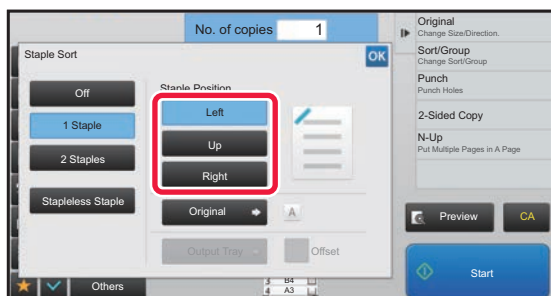 No. of copies 1
Staple Sort
OK
Off
1 Staple
2 Staples
Stapleless Staple
Staple Position
Left
Up
Right
Original
A
Output Tray
Offset
Others
3 B4
4 A3
Original
Change Size/Direction.
Sort/Group
Change Sort/Group
Punch
Punch Holes
2-Sided Copy
N-Up
Put Multiple Pages in A Page
Preview
CA
Start